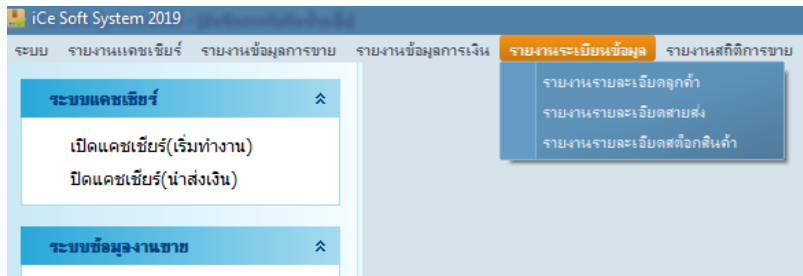 iCe Soft System 2019
ระบบ รายงานแคชเชียร์ รายงานข้อมูลการขาย รายงานข้อมูลการเงิน รายงานระเบียนข้อมูล รายงานสถิติการขาย
รายงานรายละเอียดลูกค้า
รายงานรายละเอียดสายส่ง
รายงานรายละเอียดสต๊อกสินค้า
ระบบแคชเชียร์
เปิดแคชเชียร์(เริ่มทำงาน)
ปิดแคชเชียร์(นำส่งเงิน)
ระบบข้อมูลงานขาย